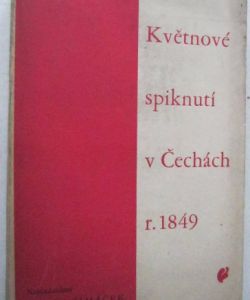 Květnové
spiknutí
v Čechách
r. 1849